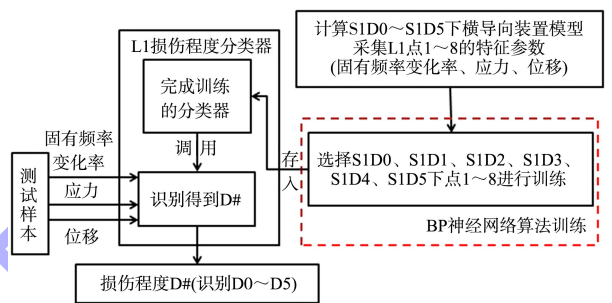 计算S1D0～S1D5下横导向装置模型
采集L1点1～8的特征参数
(固有频率变化率、应力、位移)
L1损伤程度分类器
完成训练
的分类器
调用
存入
选择S1D0、S1D1、S1D2、S1D3、
S1D4、S1D5下点1～8进行训练
BP神经网络算法训练
测试样本
固有频率
变化率
应力
位移
识别得到D#
损伤程度D#(识别D0～D5)